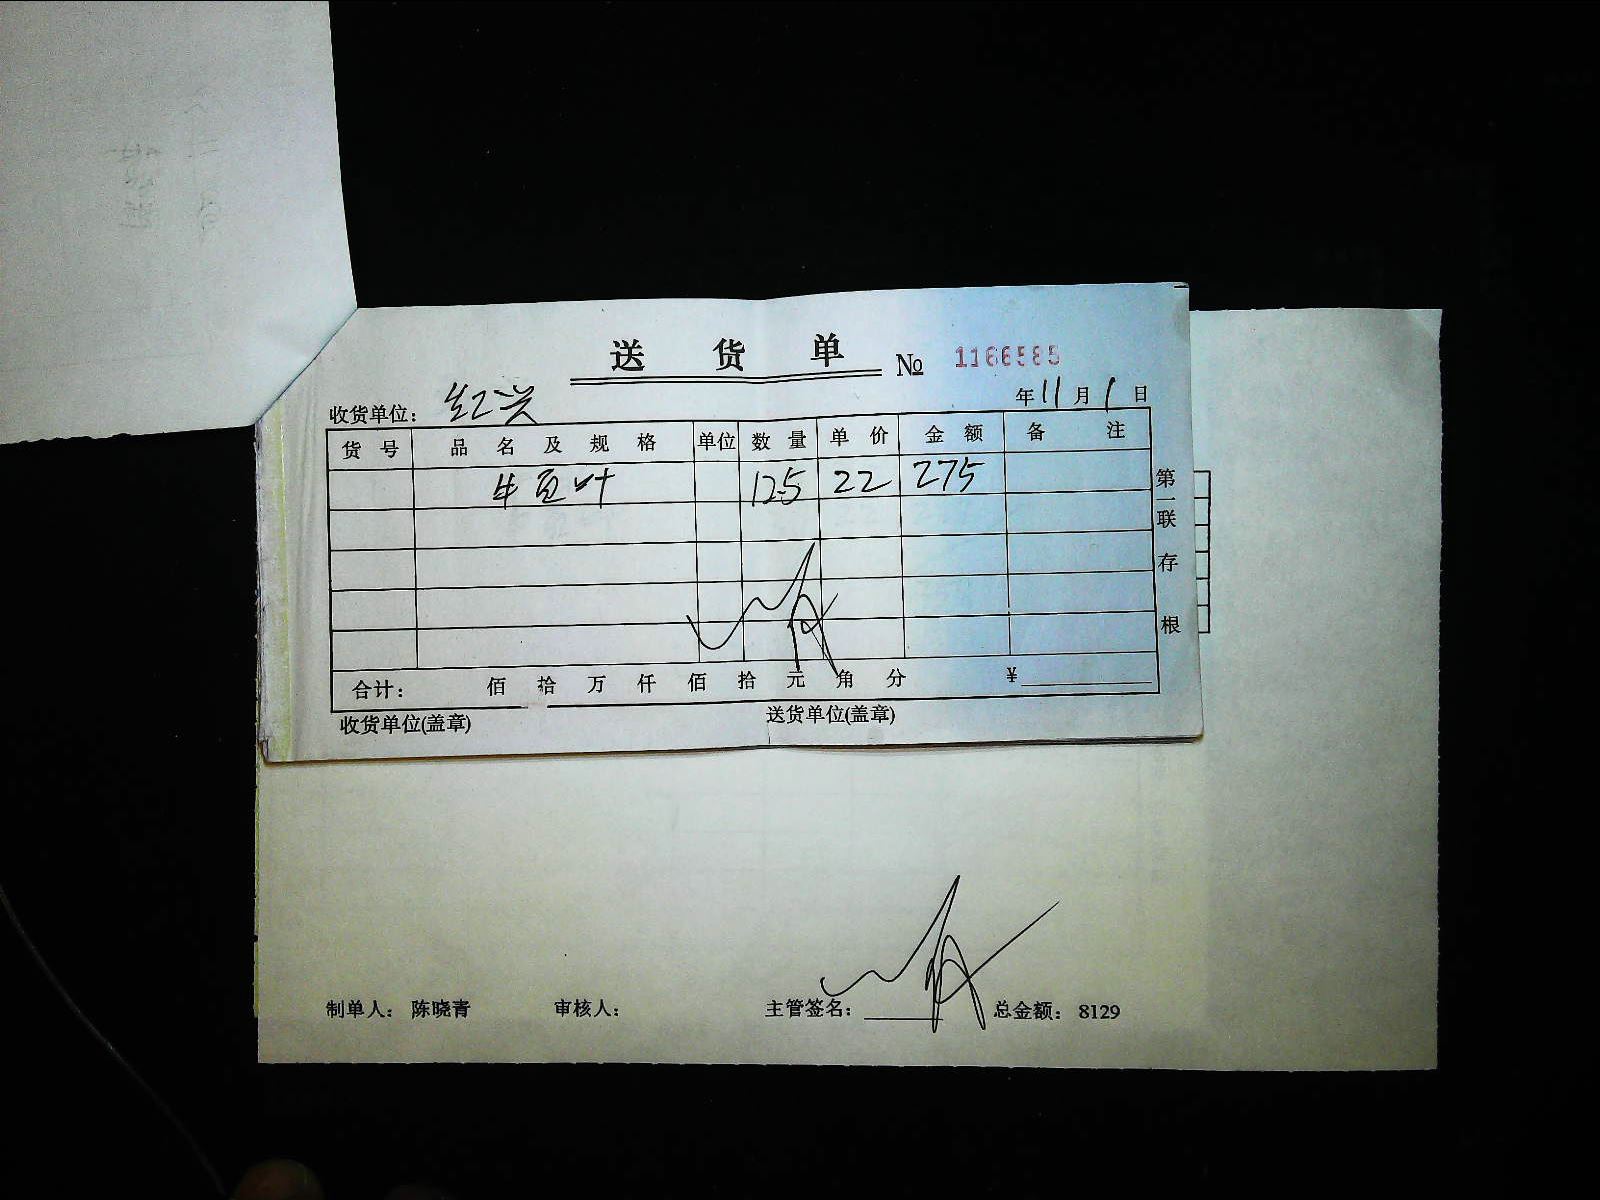 送 货 单 № 1166585
收货单位： 红兴 年 11 月 1 日
货 号 品 名 及 规 格 单位 数 量 单 价 金 额 备 注
牛百叶 12.5 22 275
第一联 存根
合计： 佰 拾 万 仟 佰 拾 元 角 分 ¥
收货单位(盖章) 送货单位(盖章)
制单人： 陈晓青 审核人： 主管签名： 总金额： 8129